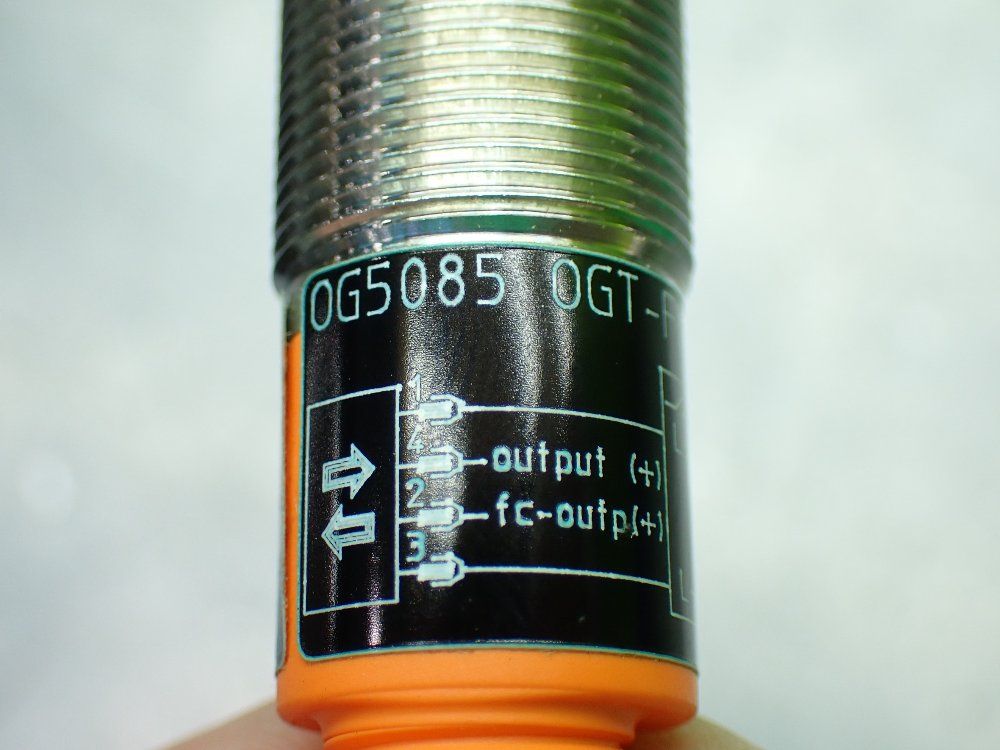 OG5085 OGT-F
1
4 output (+)
2 fc-outp(+)
3
L